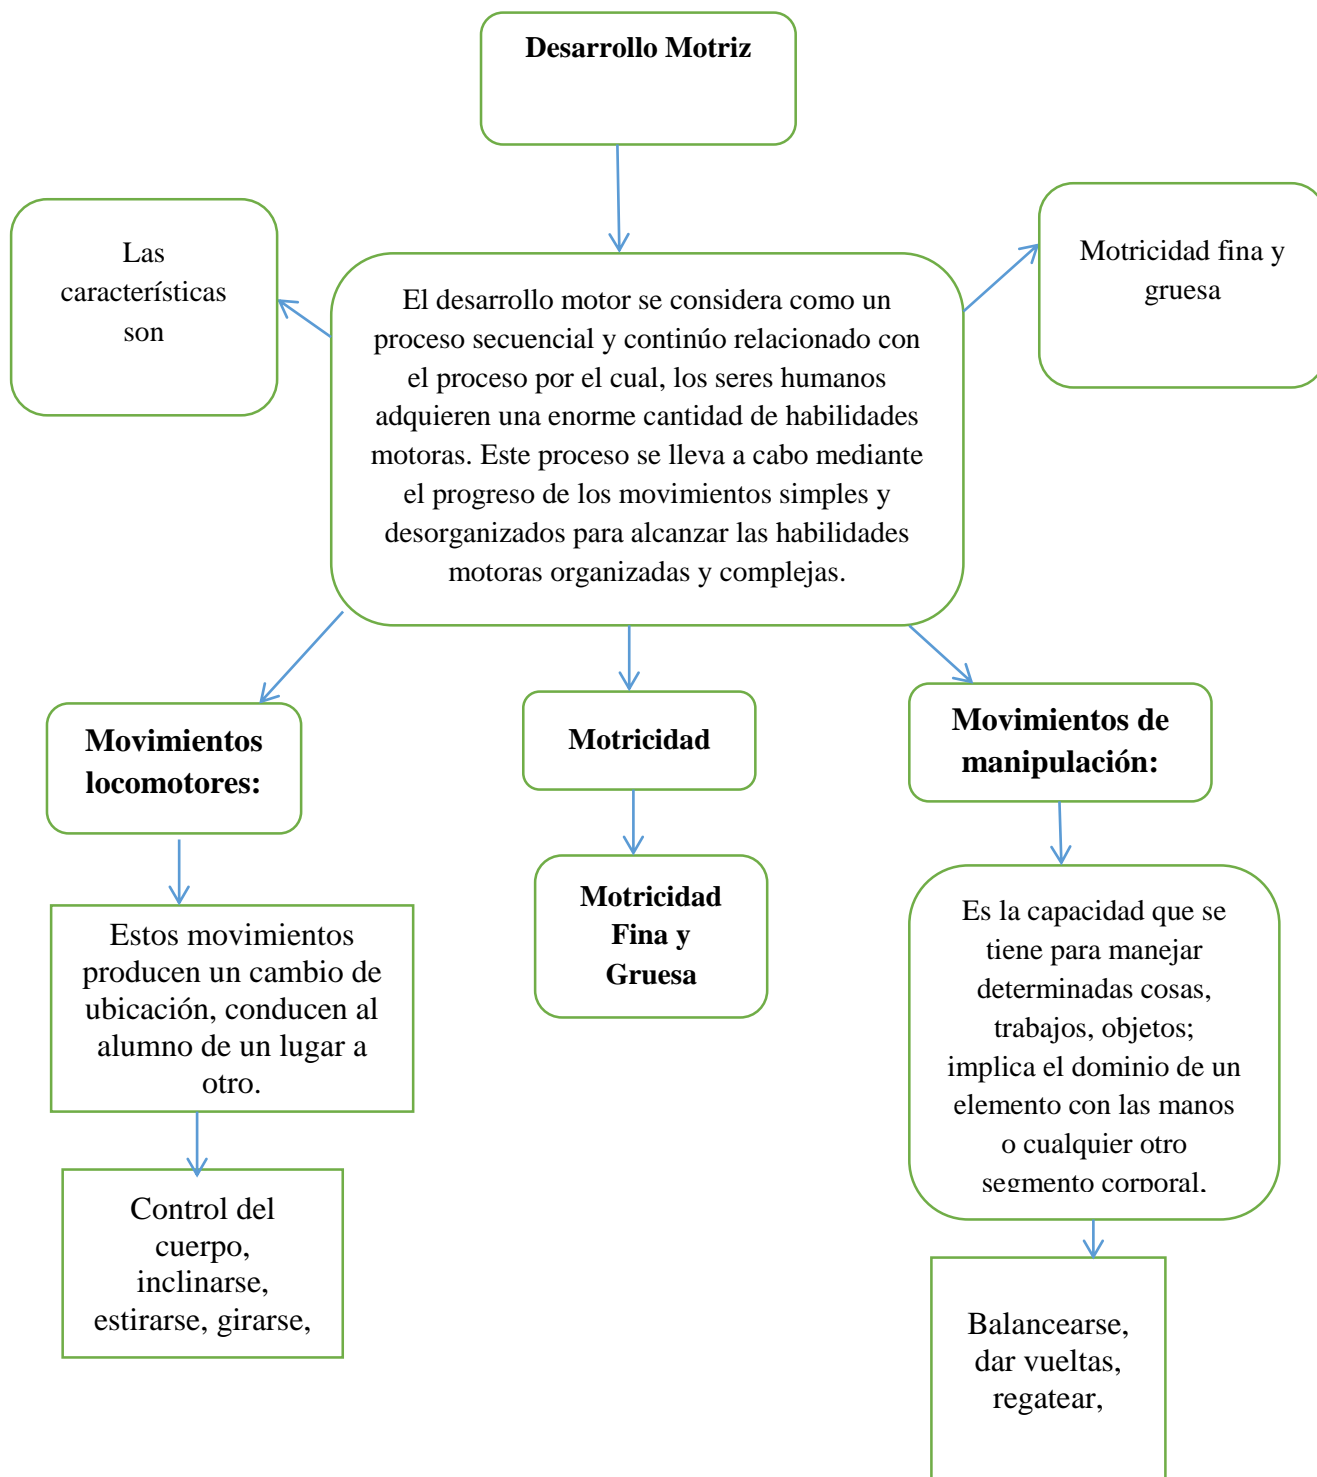 Desarrollo Motriz
Las
características
son
Motricidad fina y
gruesa
El desarrollo motor se considera como un
proceso secuencial y continúo relacionado con
el proceso por el cual, los seres humanos
adquieren una enorme cantidad de habilidades
motoras. Este proceso se lleva a cabo mediante
el progreso de los movimientos simples y
desorganizados para alcanzar las habilidades
motoras organizadas y complejas.
Movimientos
locomotores:
Motricidad
Movimientos de
manipulación:
Estos movimientos
producen un cambio de
ubicación, conducen al
alumno de un lugar a
otro.
Motricidad
Fina y
Gruesa
Es la capacidad que se
tiene para manejar
determinadas cosas,
trabajos, objetos;
implica el dominio de un
elemento con las manos
o cualquier otro
segmento corporal.
Control del
cuerpo,
inclinarse,
estirarse, girarse,
Balancearse,
dar vueltas,
regatear,